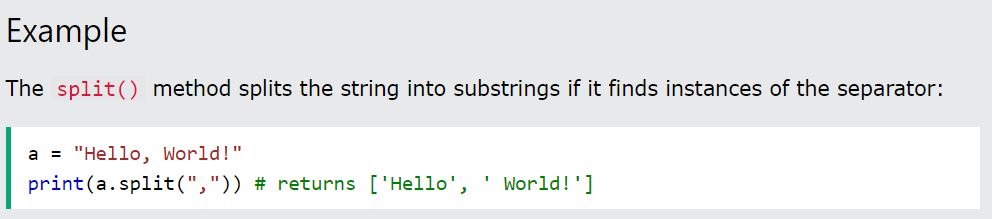 Example
The split() method splits the string into substrings if it finds instances of the separator:
a = "Hello, World!"
print(a.split(",")) # returns ['Hello', ' World!']